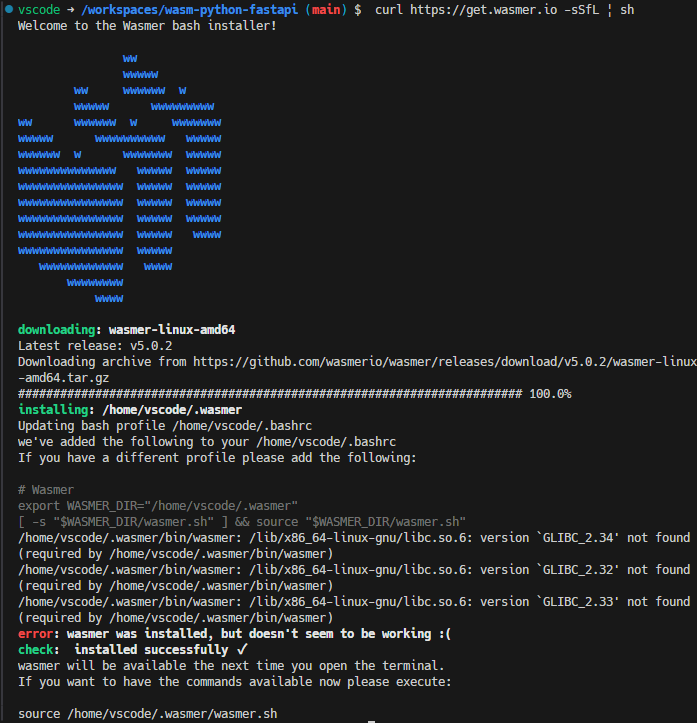 vscode ➜ /workspaces/wasm-python-fastapi (main) $ curl https://get.wasmer.io -sSfL | sh
Welcome to the Wasmer bash installer!
ww
wwwww
ww     wwwwww  w
wwwww      wwwwwwwww
ww      wwwwww  w     wwwwwww
wwwww      wwwwwwwwww   wwwww
wwwwww  w      wwwwwww  wwwww
wwwwwwwwwwwwww   wwwww  wwwww
wwwwwwwwwwwwwww  wwwww  wwwww
wwwwwwwwwwwwwww  wwwww  wwwww
wwwwwwwwwwwwwww  wwwww  wwwww
wwwwwwwwwwwwwww  wwwww   wwww
wwwwwwwwwwwwwww  wwwww
wwwwwwwwwwww   wwww
wwwwwwww
wwww
downloading: wasmer-linux-amd64
Latest release: v5.0.2
Downloading archive from https://github.com/wasmerio/wasmer/releases/download/v5.0.2/wasmer-linux
-amd64.tar.gz
######################################################################## 100.0%
installing: /home/vscode/.wasmer
Updating bash profile /home/vscode/.bashrc
we've added the following to your /home/vscode/.bashrc
If you have a different profile please add the following:
# Wasmer
export WASMER_DIR="/home/vscode/.wasmer"
[ -s "$WASMER_DIR/wasmer.sh" ] && source "$WASMER_DIR/wasmer.sh"
/home/vscode/.wasmer/bin/wasmer: /lib/x86_64-linux-gnu/libc.so.6: version `GLIBC_2.34' not found
(required by /home/vscode/.wasmer/bin/wasmer)
/home/vscode/.wasmer/bin/wasmer: /lib/x86_64-linux-gnu/libc.so.6: version `GLIBC_2.32' not found
(required by /home/vscode/.wasmer/bin/wasmer)
/home/vscode/.wasmer/bin/wasmer: /lib/x86_64-linux-gnu/libc.so.6: version `GLIBC_2.33' not found
(required by /home/vscode/.wasmer/bin/wasmer)
error: wasmer was installed, but doesn't seem to be working :(
check:  installed successfully ✓
wasmer will be available the next time you open the terminal.
If you want to have the commands available now please execute:
source /home/vscode/.wasmer/wasmer.sh